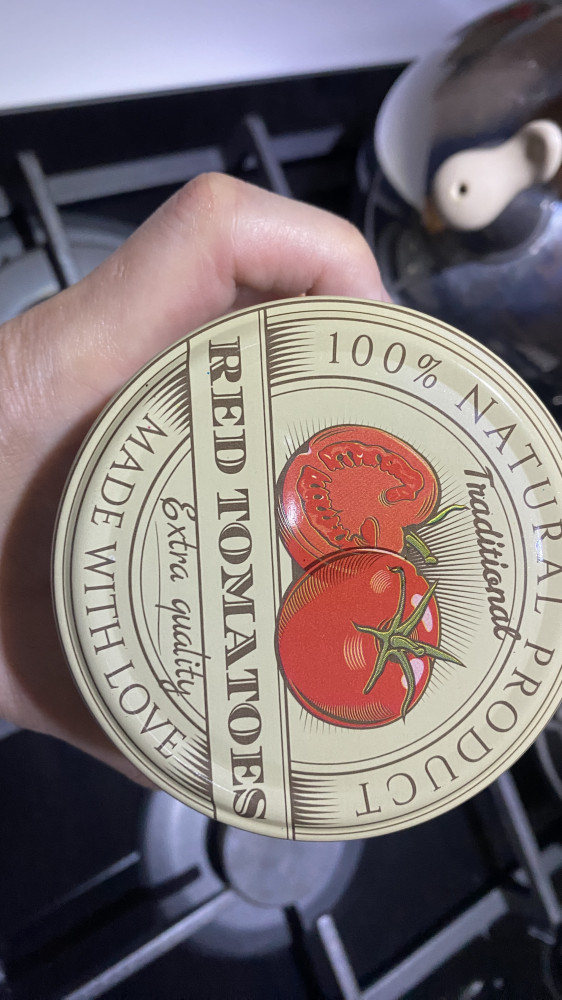 100% NATURAL PRODUCT
Traditional
RED TOMATOES
Extra quality
MADE WITH LOVE